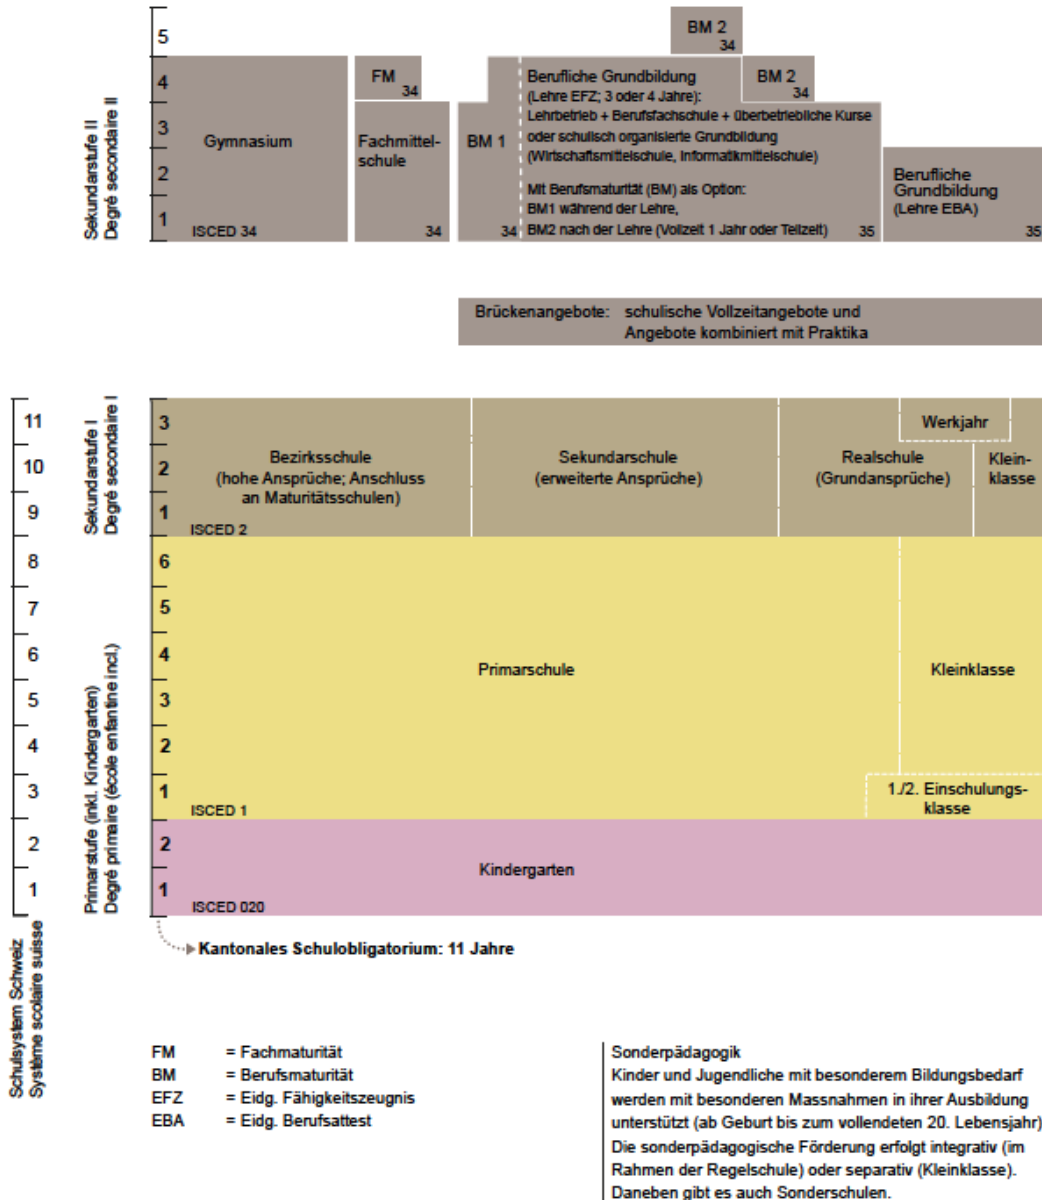 5
BM 2
34
4
FM
34
Berufliche Grundbildung
(Lehre EFZ; 3 oder 4 Jahre):
BM 2
34
3
Gymnasium
Fachmittel-
schule
BM 1
Lehrbetrieb + Berufsfachschule + überbetriebliche Kurse
oder schulisch organisierte Grundbildung
(Wirtschaftsmittelschule, Informatikmittelschule)
2
Mit Berufsmaturität (BM) als Option:
BM1 während der Lehre,
BM2 nach der Lehre (Vollzeit 1 Jahr oder Teilzeit)
Berufliche
Grundbildung
(Lehre EBA)
1
ISCED 34
34
34
35
35
Sekundarstufe II
Degré secondaire II
Brückenangebote: schulische Vollzeitangebote und
Angebote kombiniert mit Praktika
11
10
9
8
7
6
5
4
3
2
1
Schulsystem Schweiz
Système scolaire suisse
Sekundarstufe I
Degré secondaire I
3
2
1
Bezirksschule
(hohe Ansprüche; Anschluss
an Maturitätsschulen)
ISCED 2
Sekundarschule
(erweiterte Ansprüche)
Realschule
(Grundansprüche)
Werkjahr
Klein-
klasse
Primarstufe (inkl. Kindergarten)
Degré primaire (école enfantine incl.)
6
5
4
3
2
1
Primarschule
Kleinklasse
1./2. Einschulungs-
klasse
ISCED 1
2
1
Kindergarten
ISCED 020
Kantonales Schulobligatorium: 11 Jahre
FM = Fachmaturität
BM = Berufsmaturität
EFZ = Eidg. Fähigkeitszeugnis
EBA = Eidg. Berufsattest
Sonderpädagogik
Kinder und Jugendliche mit besonderem Bildungsbedarf
werden mit besonderen Massnahmen in ihrer Ausbildung
unterstützt (ab Geburt bis zum vollendeten 20. Lebensjahr)
Die sonderpädagogische Förderung erfolgt integrativ (im
Rahmen der Regelschule) oder separativ (Kleinklasse).
Daneben gibt es auch Sonderschulen.